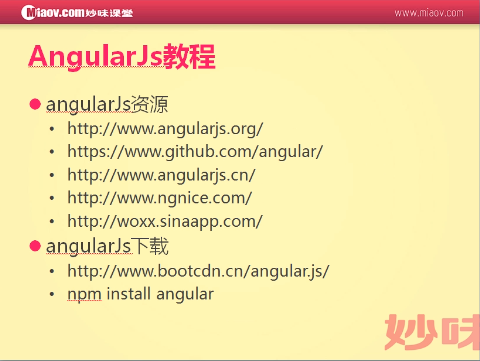 Miaov.com 妙味课堂
www.miaov.com
AngularJs教程
angularJs资源
http://www.angularjs.org/
https://www.github.com/angular/
http://www.angularjs.cn/
http://www.ngnice.com/
http://woxx.sinaapp.com/
angularJs下载
http://www.bootcdn.cn/angular.js/
npm install angular
妙味